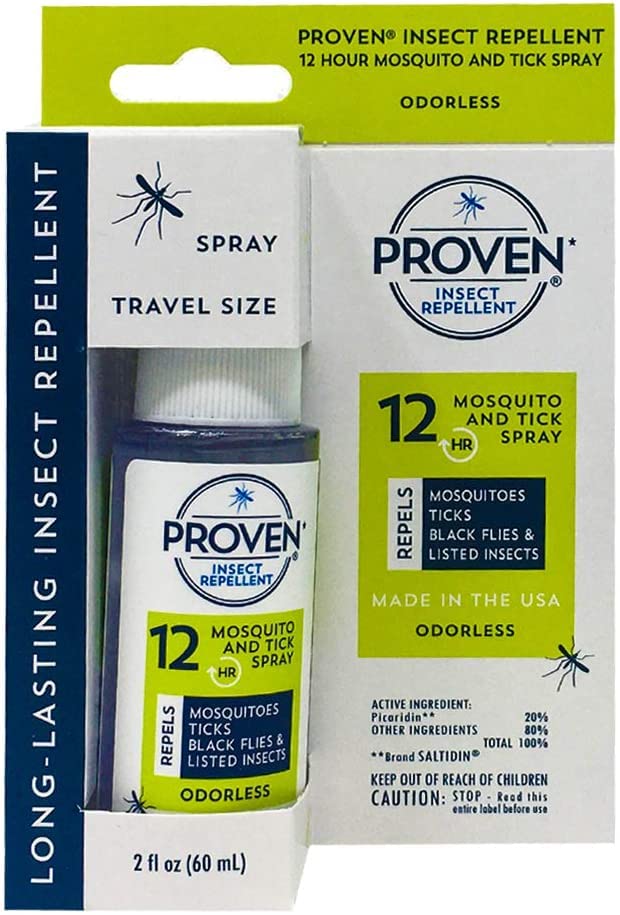 PROVEN® INSECT REPELLENT
12 HOUR MOSQUITO AND TICK SPRAY
ODORLESS
LONG-LASTING INSECT REPELLENT
SPRAY
TRAVEL SIZE
PROVEN*®
INSECT
REPELLENT
12 HR
MOSQUITO
AND TICK
SPRAY
REPELS
MOSQUITOES
TICKS
BLACK FLIES &
LISTED INSECTS
ODORLESS
2 fl oz (60 mL)
PROVEN*®
INSECT
REPELLENT
12 HR
MOSQUITO
AND TICK
SPRAY
REPELS
MOSQUITOES
TICKS
BLACK FLIES &
LISTED INSECTS
MADE IN THE USA
ODORLESS
ACTIVE INGREDIENT:
Picaridin** 20%
OTHER INGREDIENTS 80%
TOTAL 100%
**Brand SALTIDIN®
KEEP OUT OF REACH OF CHILDREN
CAUTION: STOP - Read this
entire label before use